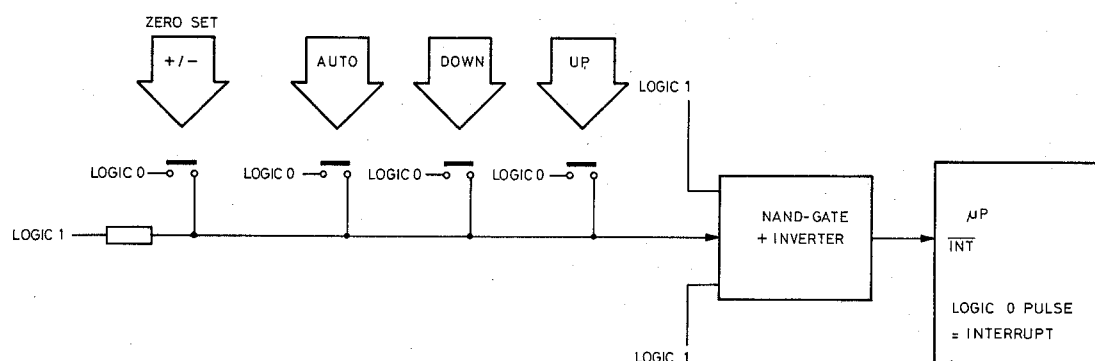 ZERO SET
+/-
AUTO
DOWN
UP
LOGIC 1
LOGIC 0
LOGIC 0
LOGIC 0
LOGIC 0
LOGIC 1
NAND-GATE
+ INVERTER
μP
INT
LOGIC 0 PULSE
= INTERRUPT
LOGIC 1